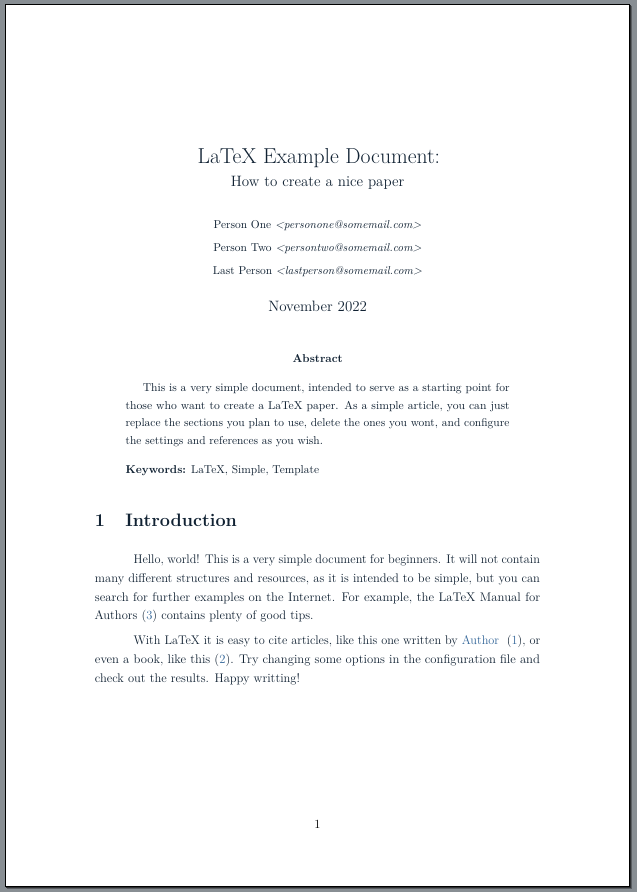 LaTeX Example Document:
How to create a nice paper
Person One <personone@somemail.com>
Person Two <persontwo@somemail.com>
Last Person <lastperson@somemail.com>
November 2022
Abstract
This is a very simple document, intended to serve as a starting point for
those who want to create a LaTeX paper. As a simple article, you can just
replace the sections you plan to use, delete the ones you wont, and configure
the settings and references as you wish.
Keywords: LaTeX, Simple, Template
1 Introduction
Hello, world! This is a very simple document for beginners. It will not contain
many different structures and resources, as it is intended to be simple, but you can
search for further examples on the Internet. For example, the LaTeX Manual for
Authors (3) contains plenty of good tips.
With LaTeX it is easy to cite articles, like this one written by Author (1), or
even a book, like this (2). Try changing some options in the configuration file and
check out the results. Happy writting!
1